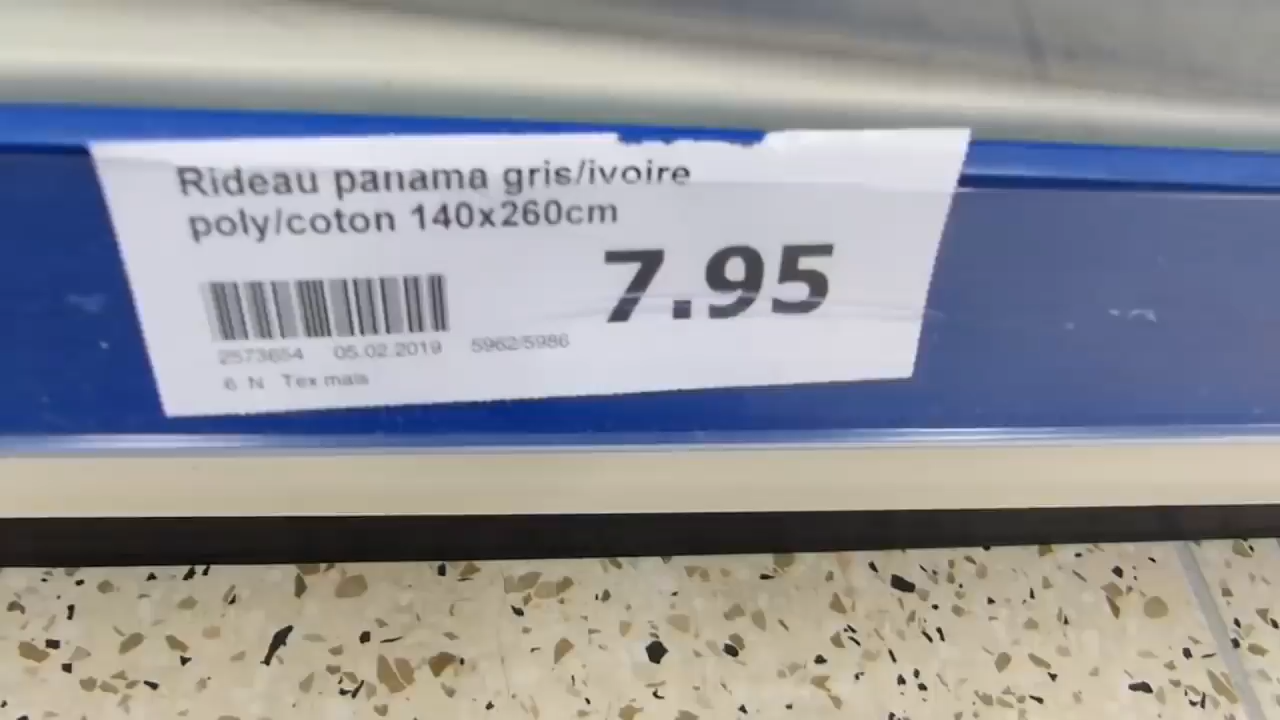 Rideau panama gris/ivoire
poly/coton 140x260cm
7.95
2573654 05.02.2019 5962/5986
6 N Tex mais